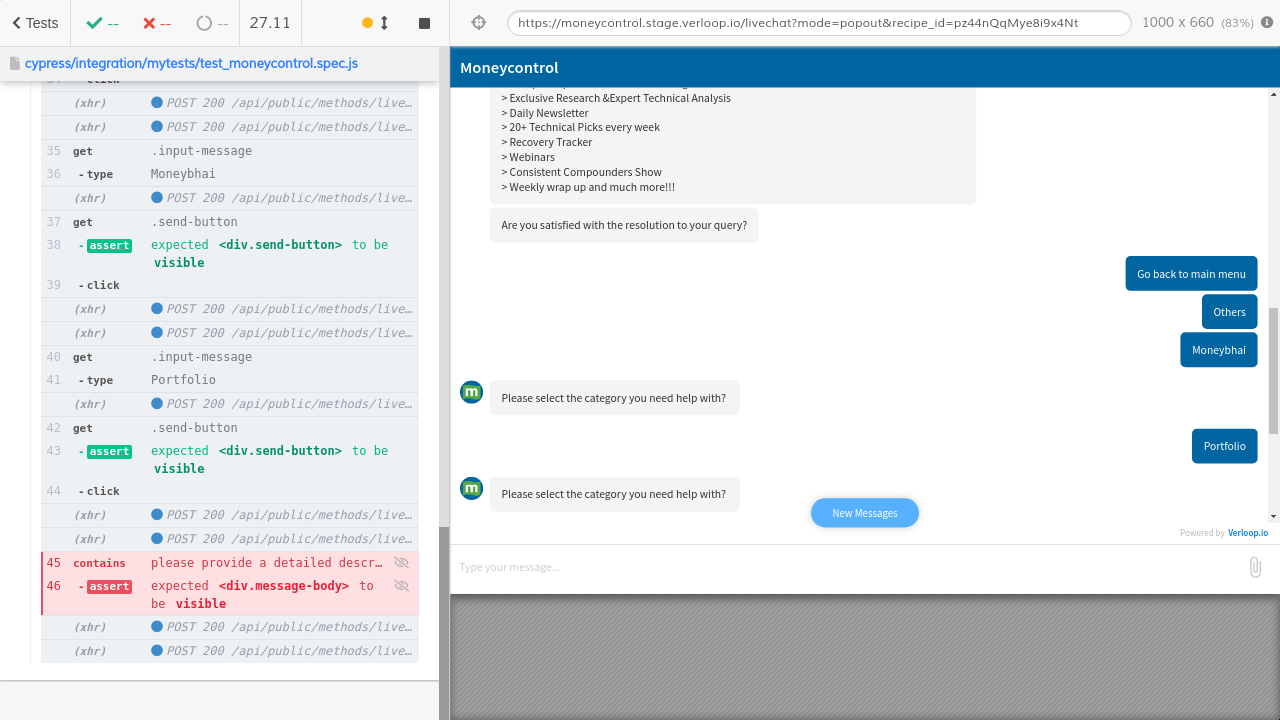 Tests
--
--
--
27.11
https://moneycontrol.stage.verloop.io/livechat?mode=popout&recipe_id=pz44nQqMye8i9x4Nt
1000 x 660 (83%)
cypress/integration/mytests/test_moneycontrol.spec.js
(xhr) POST 200 /api/public/methods/live…
(xhr) POST 200 /api/public/methods/live…
35 get .input-message
36 -type Moneybhai
(xhr) POST 200 /api/public/methods/live…
37 get .send-button
38 -assert expected <div.send-button> to be
visible
39 -click
(xhr) POST 200 /api/public/methods/live…
(xhr) POST 200 /api/public/methods/live…
40 get .input-message
41 -type Portfolio
(xhr) POST 200 /api/public/methods/live…
42 get .send-button
43 -assert expected <div.send-button> to be
visible
44 -click
(xhr) POST 200 /api/public/methods/live…
(xhr) POST 200 /api/public/methods/live…
45 contains please provide a detailed descr…
46 -assert expected <div.message-body> to
be visible
(xhr) POST 200 /api/public/methods/live…
(xhr) POST 200 /api/public/methods/live…
Moneycontrol
> Exclusive Research &Expert Technical Analysis
> Daily Newsletter
> 20+ Technical Picks every week
> Recovery Tracker
> Webinars
> Consistent Compounders Show
> Weekly wrap up and much more!!!
Are you satisfied with the resolution to your query?
Go back to main menu
Others
Moneybhai
m
Please select the category you need help with?
Portfolio
m
Please select the category you need help with?
New Messages
Powered by Verloop.io
Type your message...